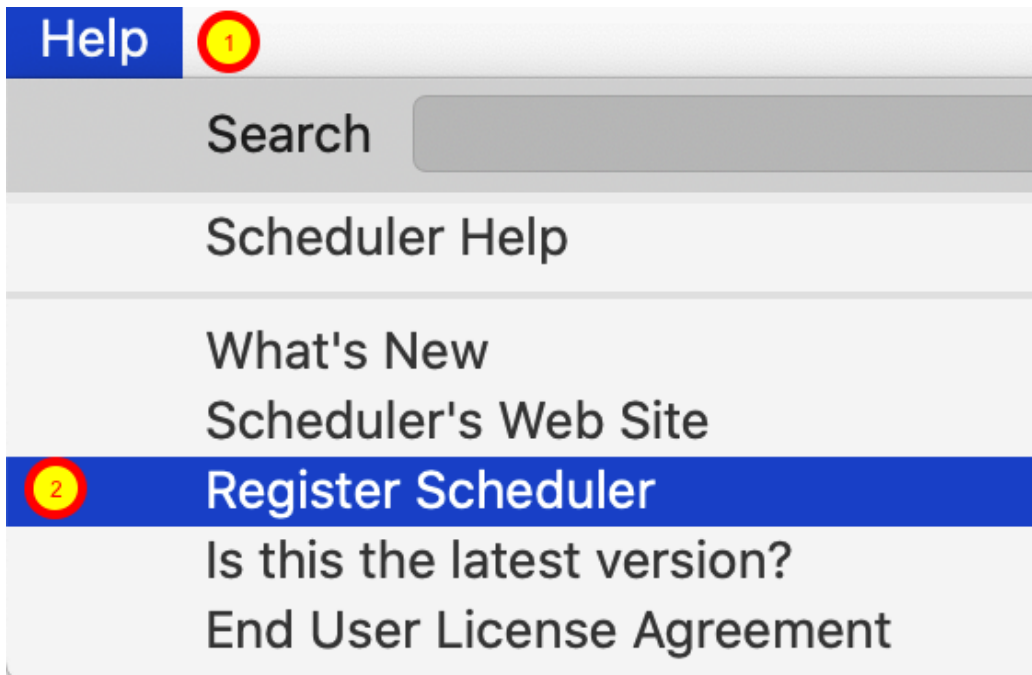 Help 1
Search
Scheduler Help
What's New
Scheduler's Web Site
2 Register Scheduler
Is this the latest version?
End User License Agreement